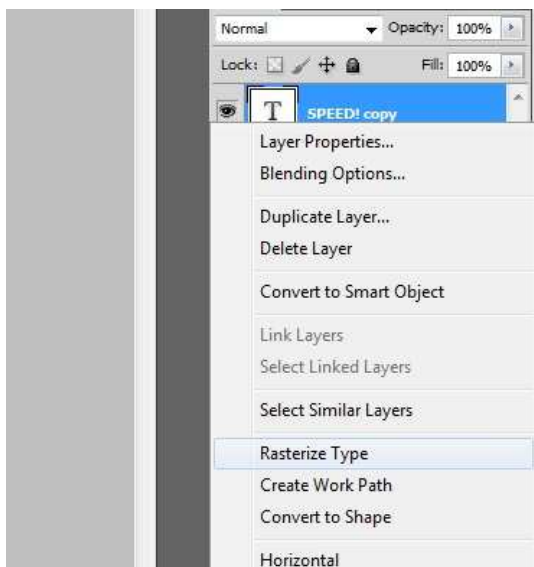 Normal Opacity: 100%
Lock: Fill: 100%
T SPEED! copy
Layer Properties...
Blending Options...
Duplicate Layer...
Delete Layer
Convert to Smart Object
Link Layers
Select Linked Layers
Select Similar Layers
Rasterize Type
Create Work Path
Convert to Shape
Horizontal